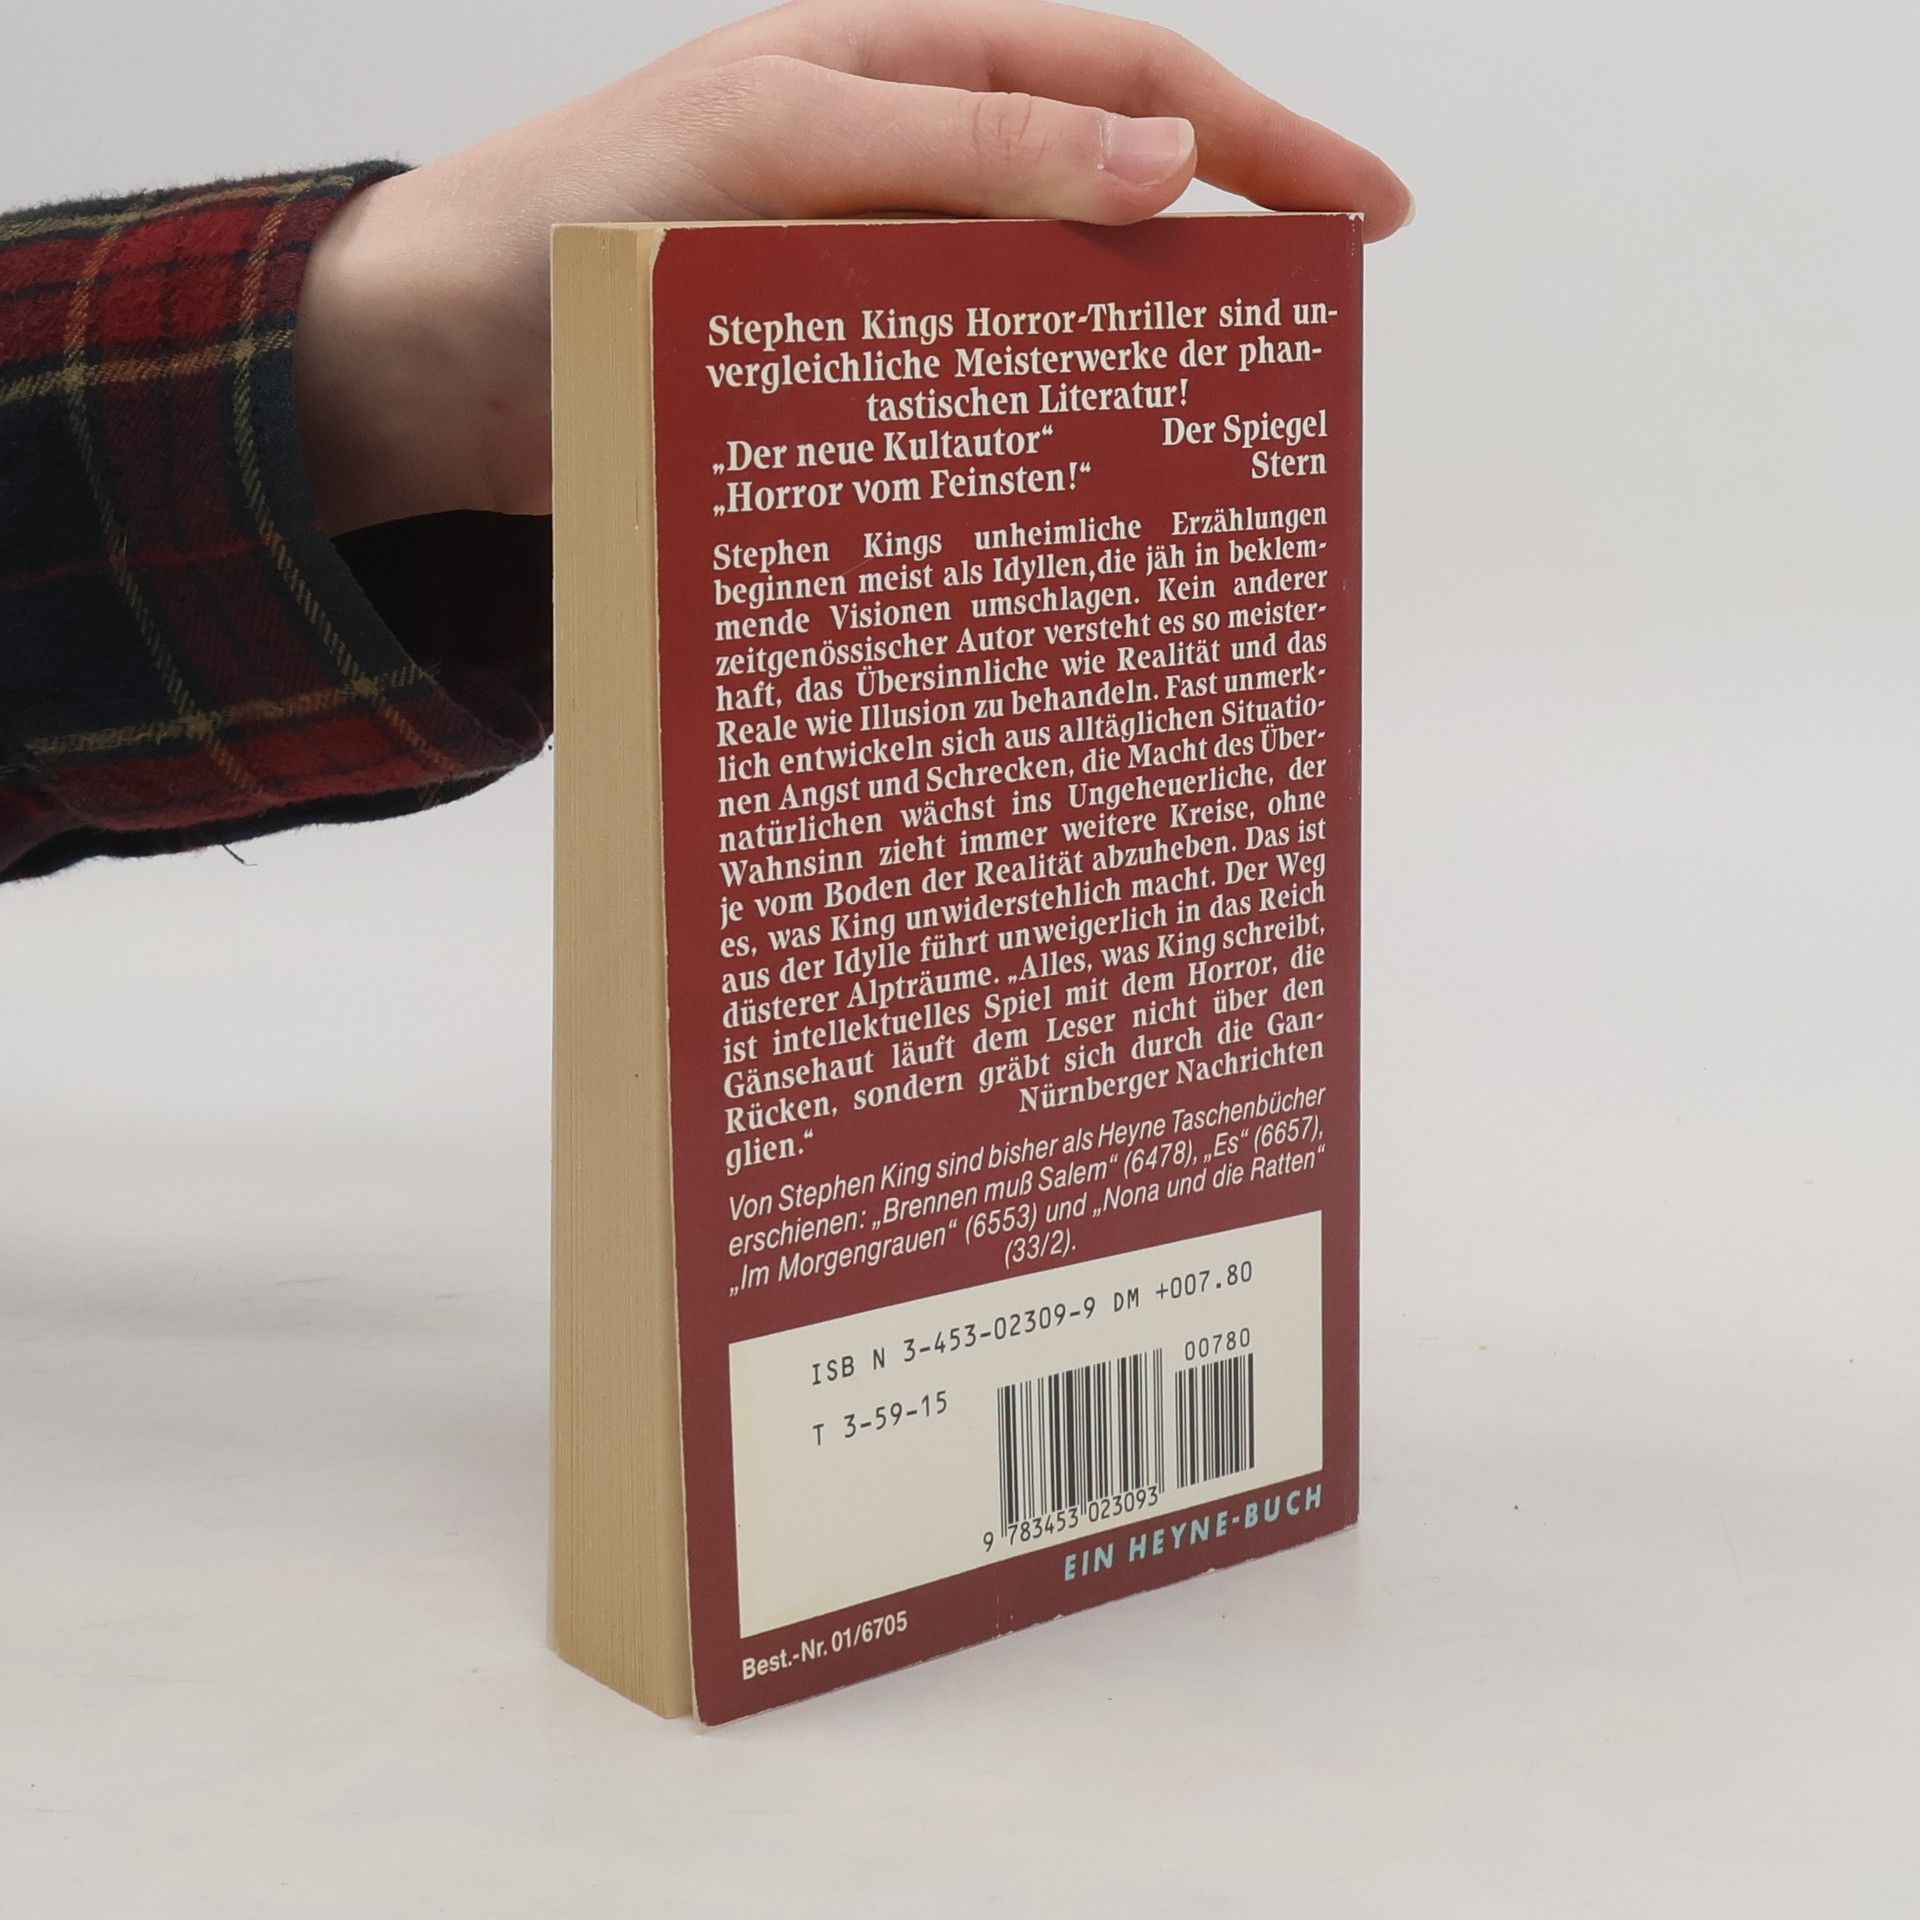 Stephen Kings Horror-Thriller sind un-
vergleichliche Meisterwerke der phan-
tastischen Literatur!
„Der neue Kultautor“ Der Spiegel
„Horror vom Feinsten!“ Stern
Stephen Kings unheimliche Erzählungen
beginnen meist als Idyllen,die jäh in beklem-
mende Visionen umschlagen. Kein anderer
zeitgenössischer Autor versteht es so meister-
haft, das Übersinnliche wie Realität und das
Reale wie Illusion zu behandeln. Fast unmerk-
lich entwickeln sich aus alltäglichen Situatio-
nen Angst und Schrecken, die Macht des Über-
natürlichen wächst ins Ungeheuerliche, der
Wahnsinn zieht immer weitere Kreise, ohne
je vom Boden der Realität abzuheben. Das ist
es, was King unwiderstehlich macht. Der Weg
aus der Idylle führt unweigerlich in das Reich
düsterer Alpträume. „Alles, was King schreibt,
ist intellektuelles Spiel mit dem Horror, die
Gänsehaut läuft dem Leser nicht über den
Rücken, sondern gräbt sich durch die Gan-
glien.“ Nürnberger Nachrichten
Von Stephen King sind bisher als Heyne Taschenbücher
erschienen: „Brennen muß Salem“ (6478), „Es“ (6657),
„Im Morgengrauen“ (6553) und „Nona und die Ratten“
(33/2).
ISB N 3-453-02309-9 DM +007.80
T 3-59-15
00780
9 783453 023093
EIN HEYNE-BUCH
Best.-Nr. 01/6705